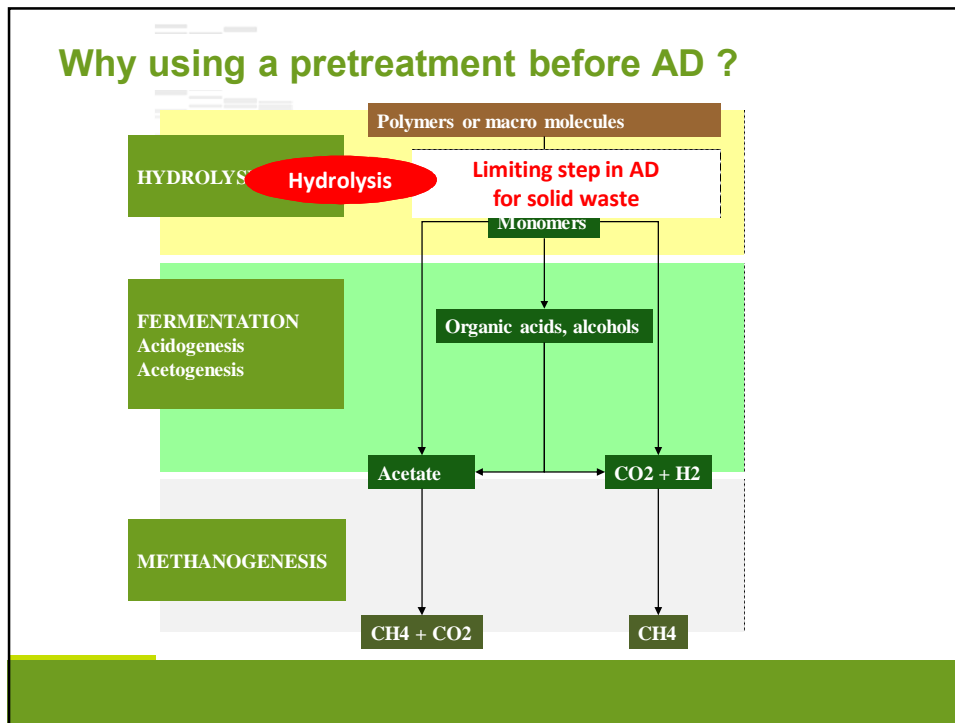 Why using a pretreatment before AD ?
Polymers or macro molecules
HYDROLYS
Hydrolysis
Limiting step in AD
for solid waste
Monomers
FERMENTATION
Acidogenesis
Acetogenesis
Organic acids, alcohols
Acetate
CO2 + H2
METHANOGENESIS
CH4 + CO2
CH4